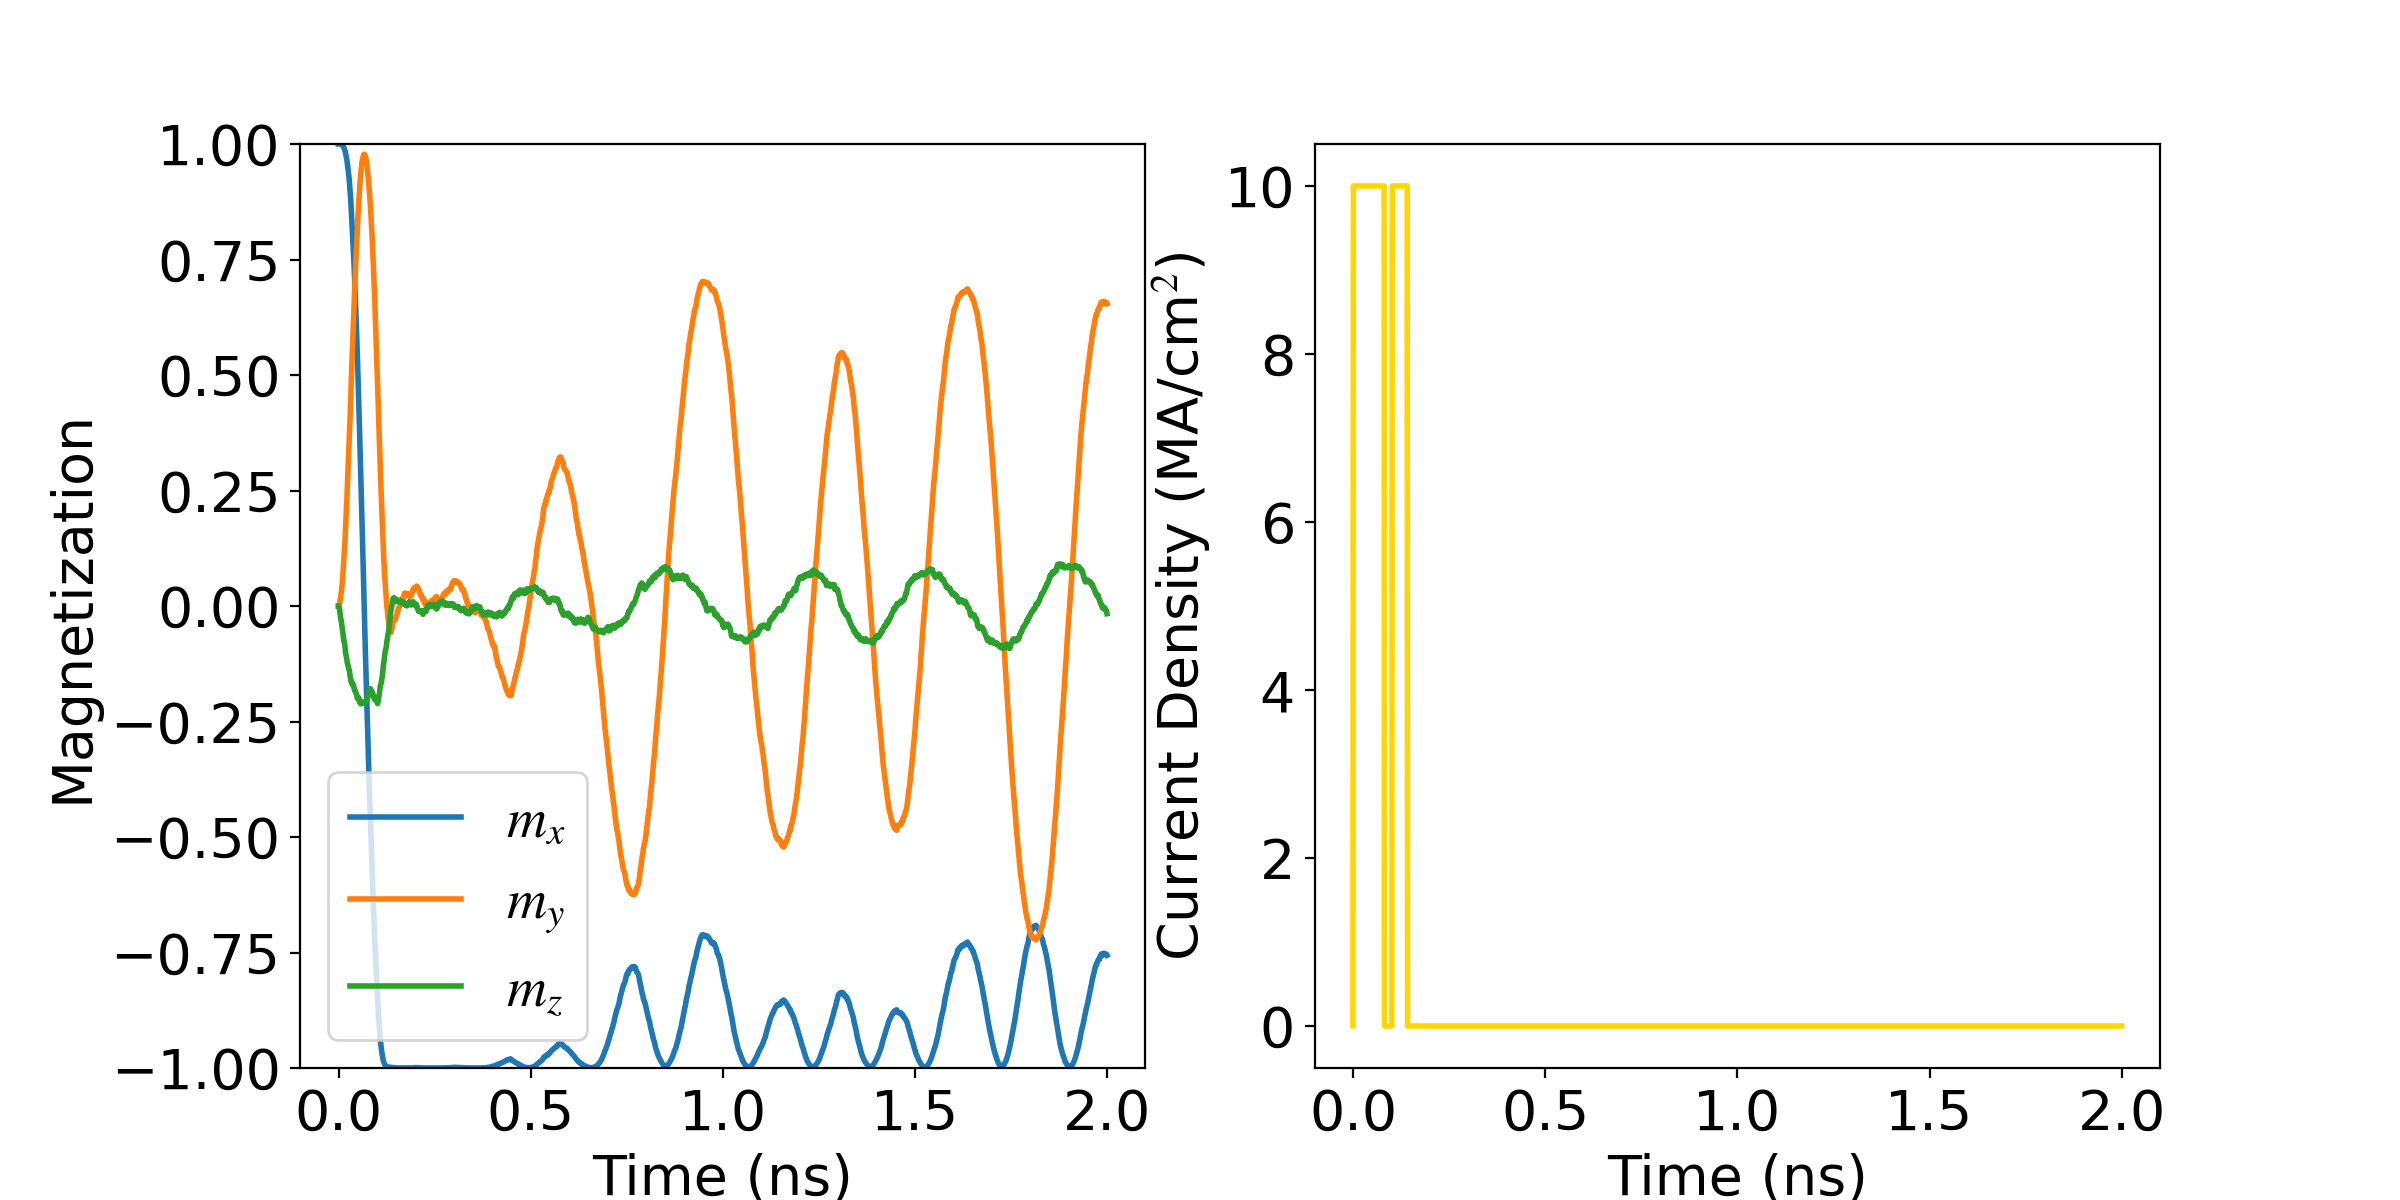 Magnetization
1.00
0.75
0.50
0.25
0.00
−0.25
−0.50
−0.75
−1.00
m_x
m_y
m_z
0.0 0.5 1.0 1.5 2.0
Time (ns)
Current Density (MA/cm²)
10
8
6
4
2
0
0.0 0.5 1.0 1.5 2.0
Time (ns)